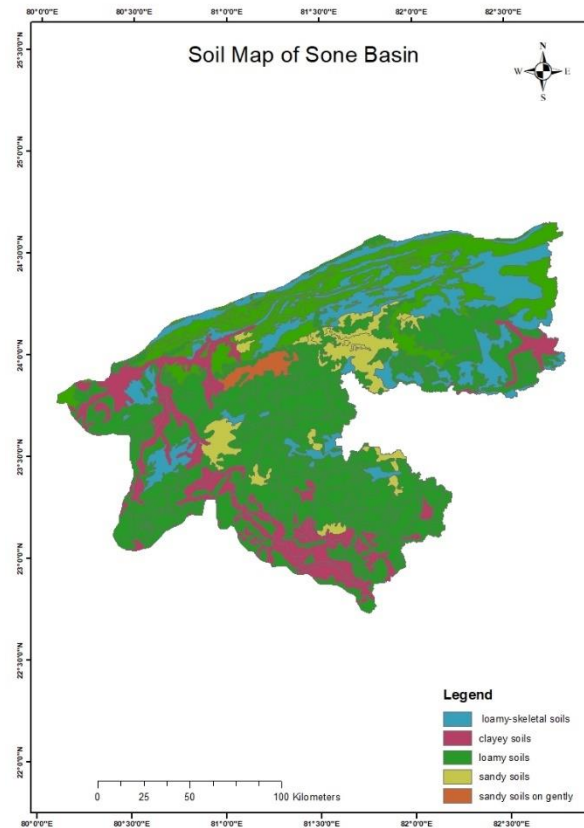 80°0'0"E 80°30'0"E 81°0'0"E 81°30'0"E 82°0'0"E 82°30'0"E
Soil Map of Sone Basin
N
W E
S
25°30'0"N
25°0'0"N
24°30'0"N
24°0'0"N
23°30'0"N
23°0'0"N
22°30'0"N
22°0'0"N
Legend
loamy-skeletal soils
clayey soils
loamy soils
sandy soils
sandy soils on gently
0 25 50 100 Kilometers
80°30'0"E 81°0'0"E 81°30'0"E 82°0'0"E 82°30'0"E